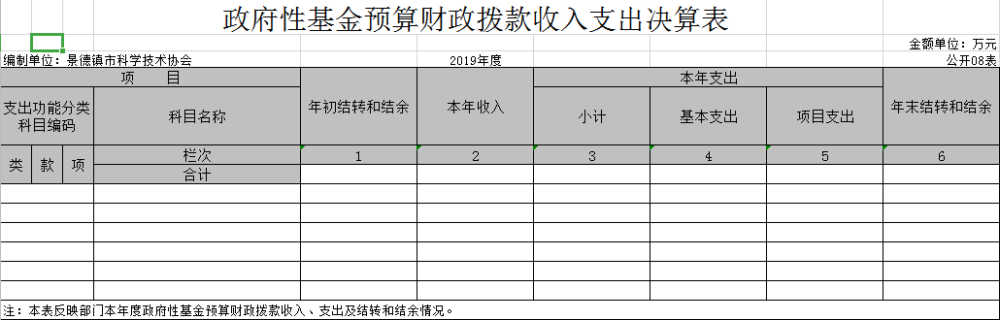 政府性基金预算财政拨款收入支出决算表
金额单位：万元
编制单位：景德镇市科学技术协会 2019年度 公开08表
项 目 年初结转和结余 本年收入 本年支出 年末结转和结余
支出功能分类科目编码 科目名称 小计 基本支出 项目支出
类 款 项 栏次 1 2 3 4 5 6
合计
注：本表反映部门本年度政府性基金预算财政拨款收入、支出及结转和结余情况。